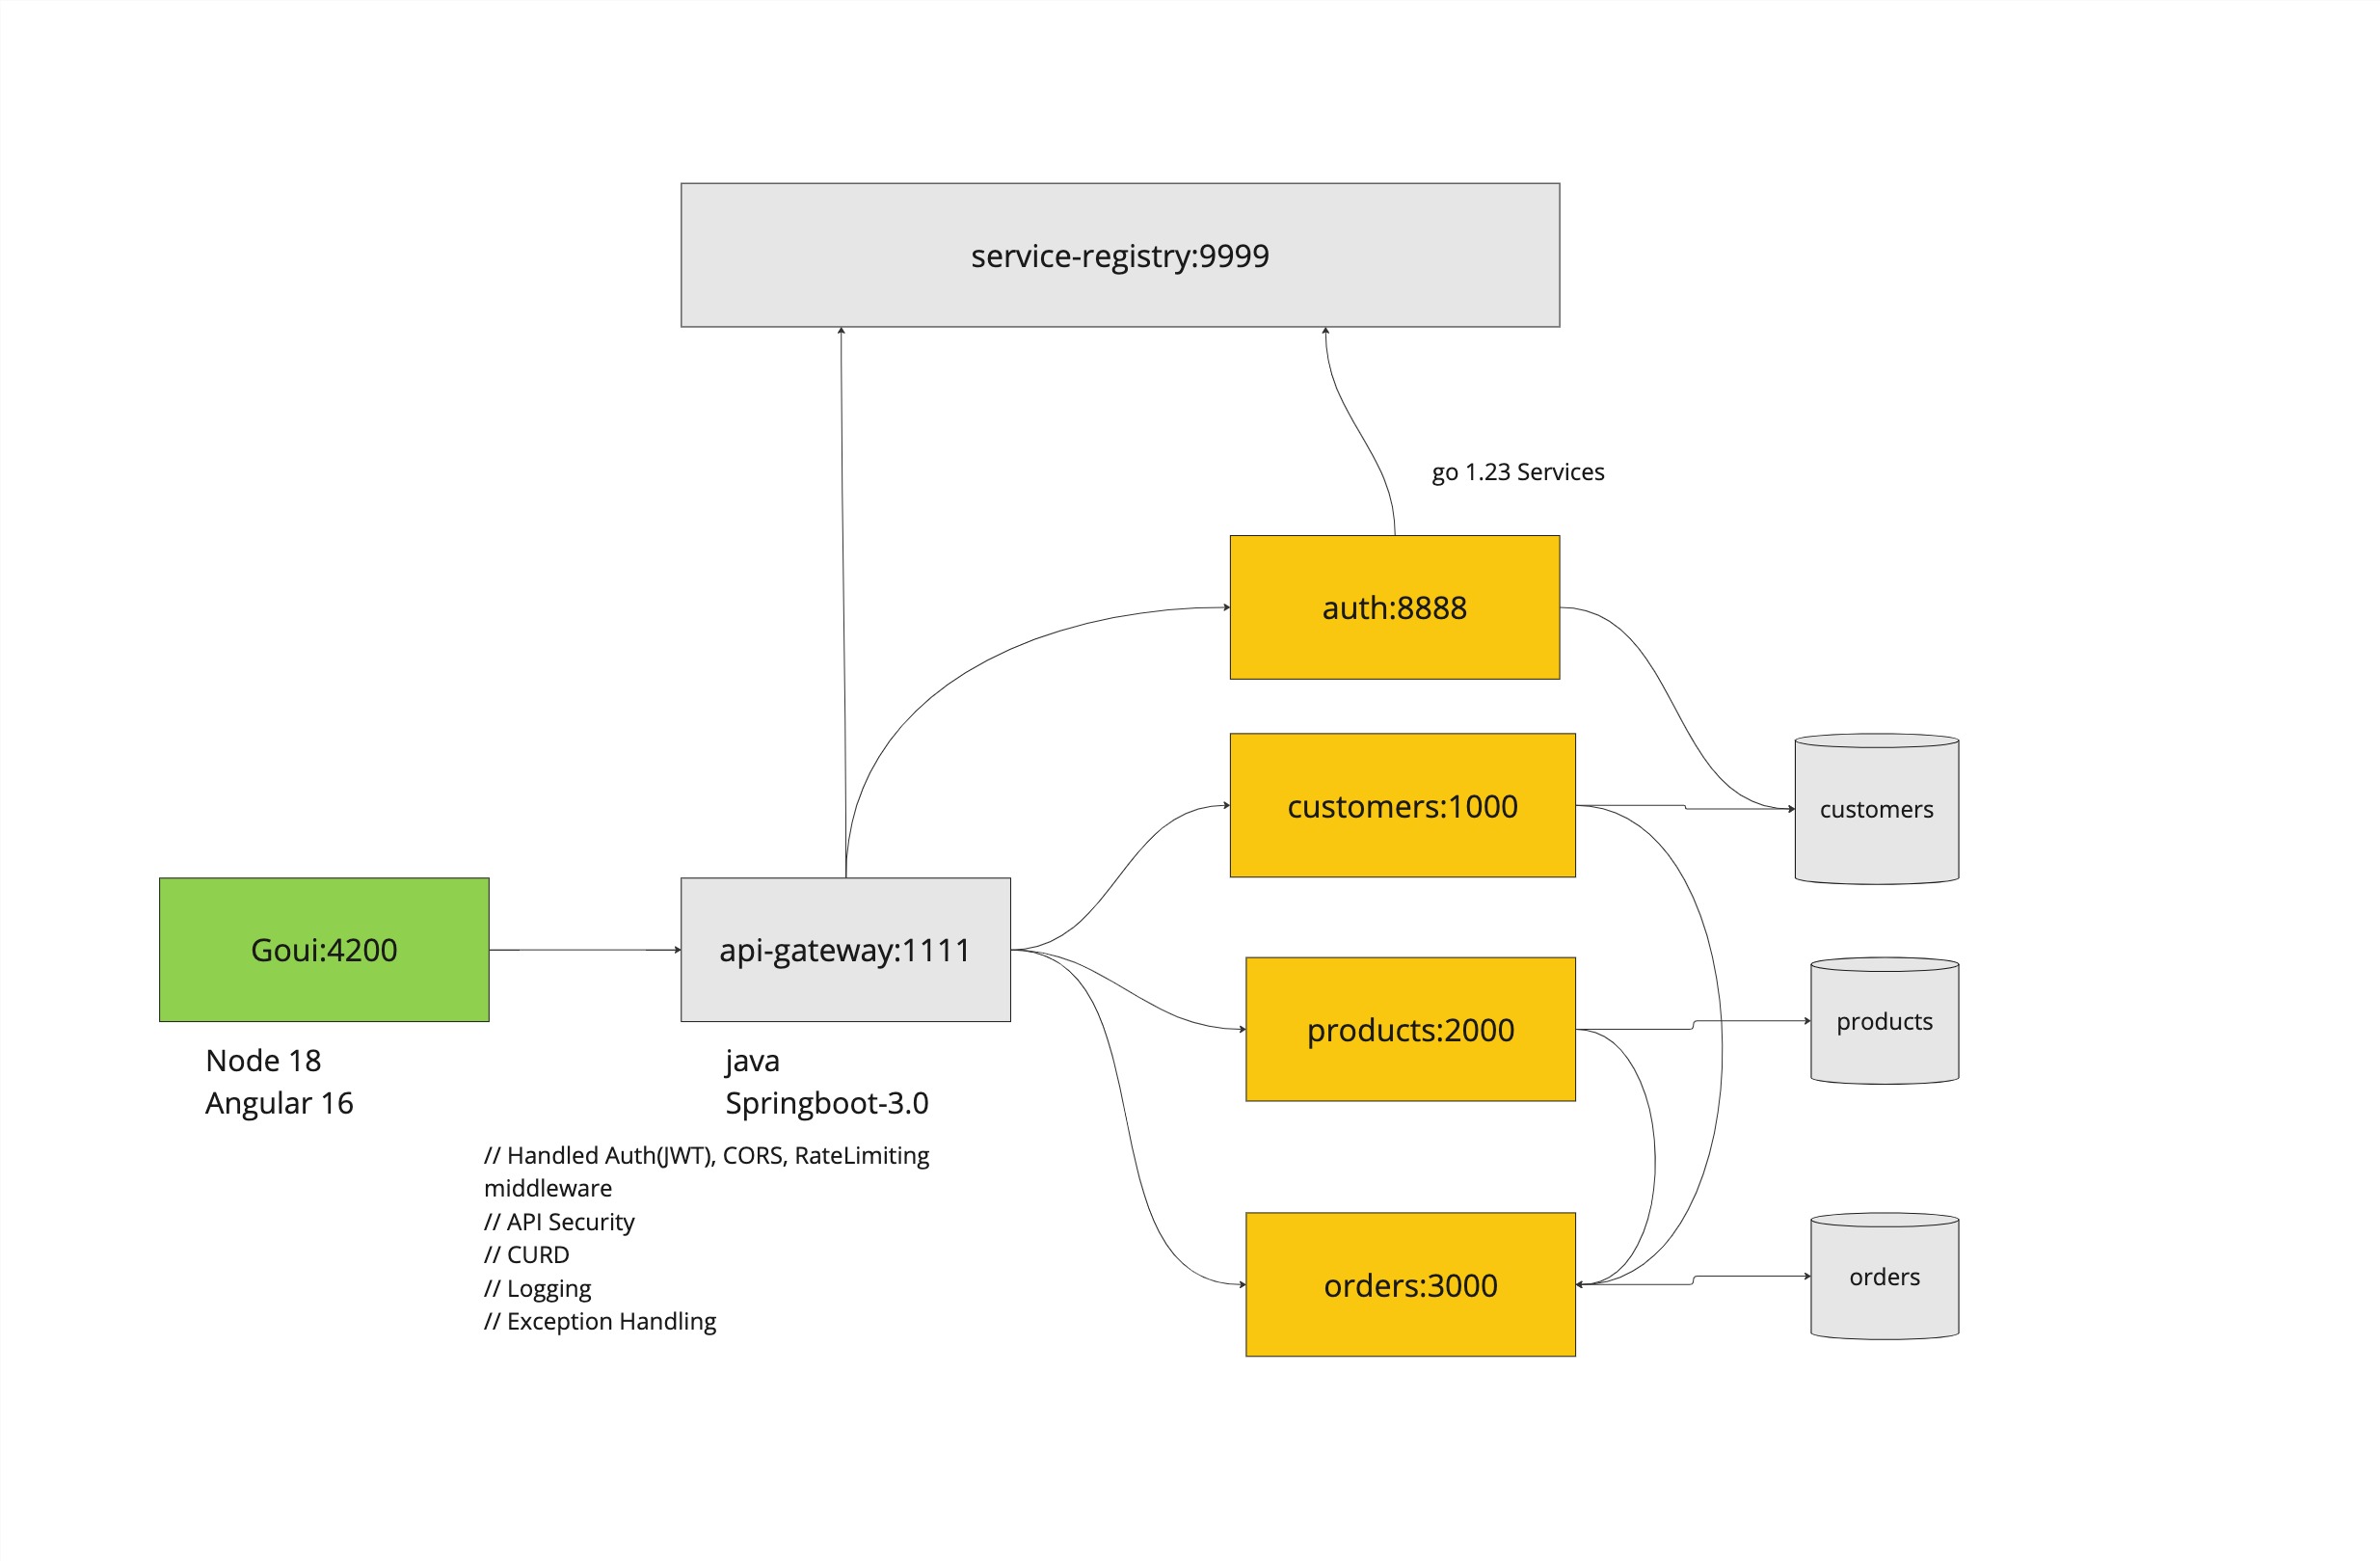 service-registry:9999
go 1.23 Services
auth:8888
customers:1000
customers
Goui:4200
api-gateway:1111
products:2000
products
Node 18
Angular 16
java
Springboot-3.0
// Handled Auth(JWT), CORS, RateLimiting
middleware
// API Security
// CURD
// Logging
// Exception Handling
orders:3000
orders